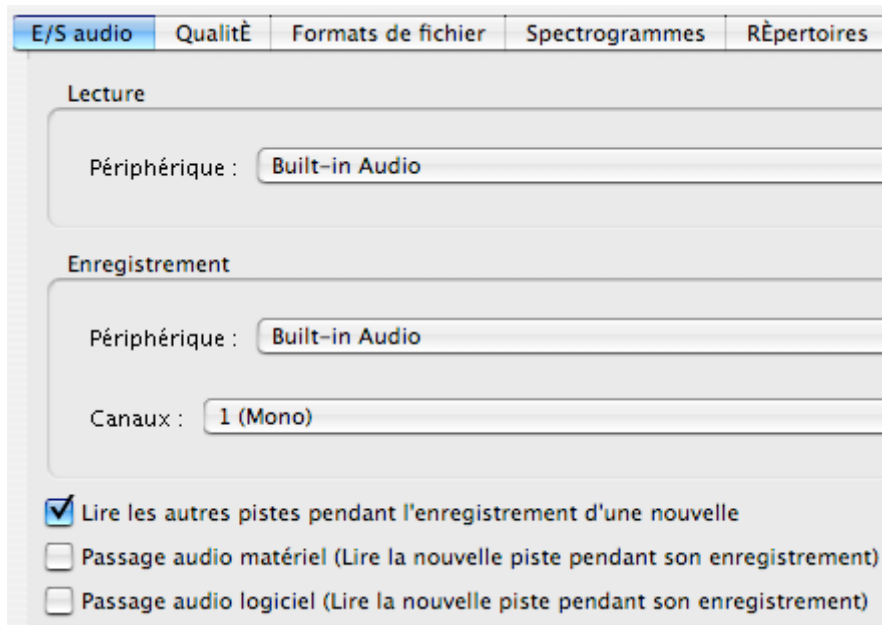 E/S audio QualitÈ Formats de fichier Spectrogrammes RÈpertoires
Lecture
Périphérique : Built-in Audio
Enregistrement
Périphérique : Built-in Audio
Canaux : 1 (Mono)
Lire les autres pistes pendant l'enregistrement d'une nouvelle
Passage audio matériel (Lire la nouvelle piste pendant son enregistrement)
Passage audio logiciel (Lire la nouvelle piste pendant son enregistrement)